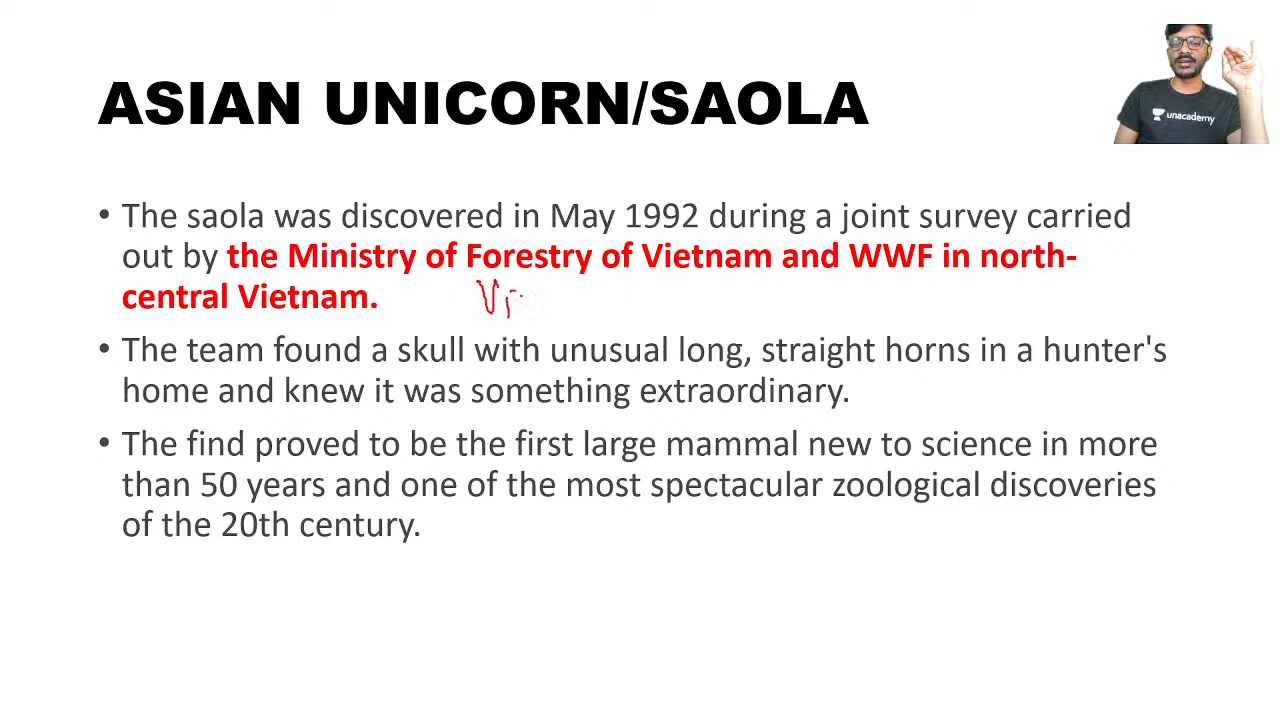 ASIAN UNICORN/SAOLA
unacademy
• The saola was discovered in May 1992 during a joint survey carried
out by the Ministry of Forestry of Vietnam and WWF in north-
central Vietnam.
• The team found a skull with unusual long, straight horns in a hunter's
home and knew it was something extraordinary.
• The find proved to be the first large mammal new to science in more
than 50 years and one of the most spectacular zoological discoveries
of the 20th century.